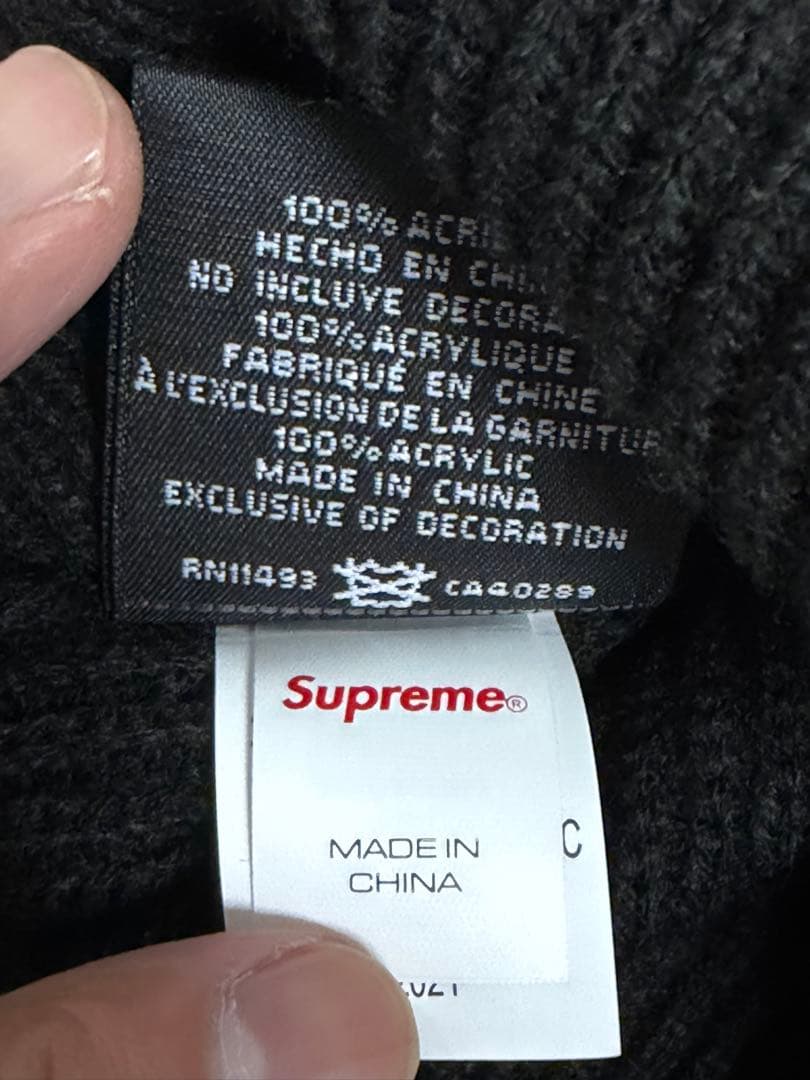 100% ACRI
HECHO EN CHI
NO INCLUYE DECORA
100% ACRYLIQUE
FABRIQUÉ EN CHINE
À L'EXCLUSION DE LA GARNITUR
100% ACRYLIC
MADE IN CHINA
EXCLUSIVE OF DECORATION
RN11493 CA40289
Supreme®
MADE IN
CHINA
C